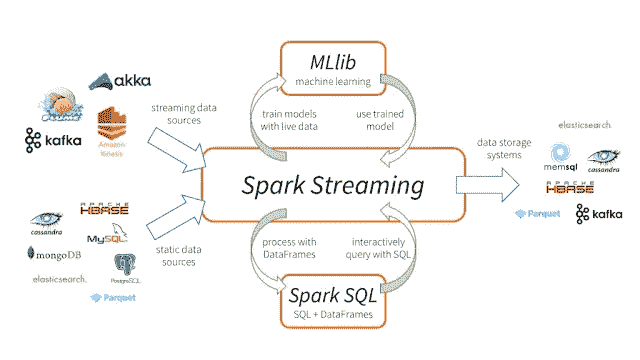 MLlib
machine learning
akka
streaming data
sources
train models
with live data
use trained
model
kafka
Amazon
Kinesis
data storage
systems
elasticsearch.
memsql
cassandra
Spark Streaming
APACHE
HBASE
Parquet
kafka
APACHE
HBASE
cassandra
MySQL
mongoDB
PostgreSQL
elasticsearch.
Parquet
static data
sources
process with
DataFrames
interactively
query with SQL
Spark SQL
SQL + DataFrames